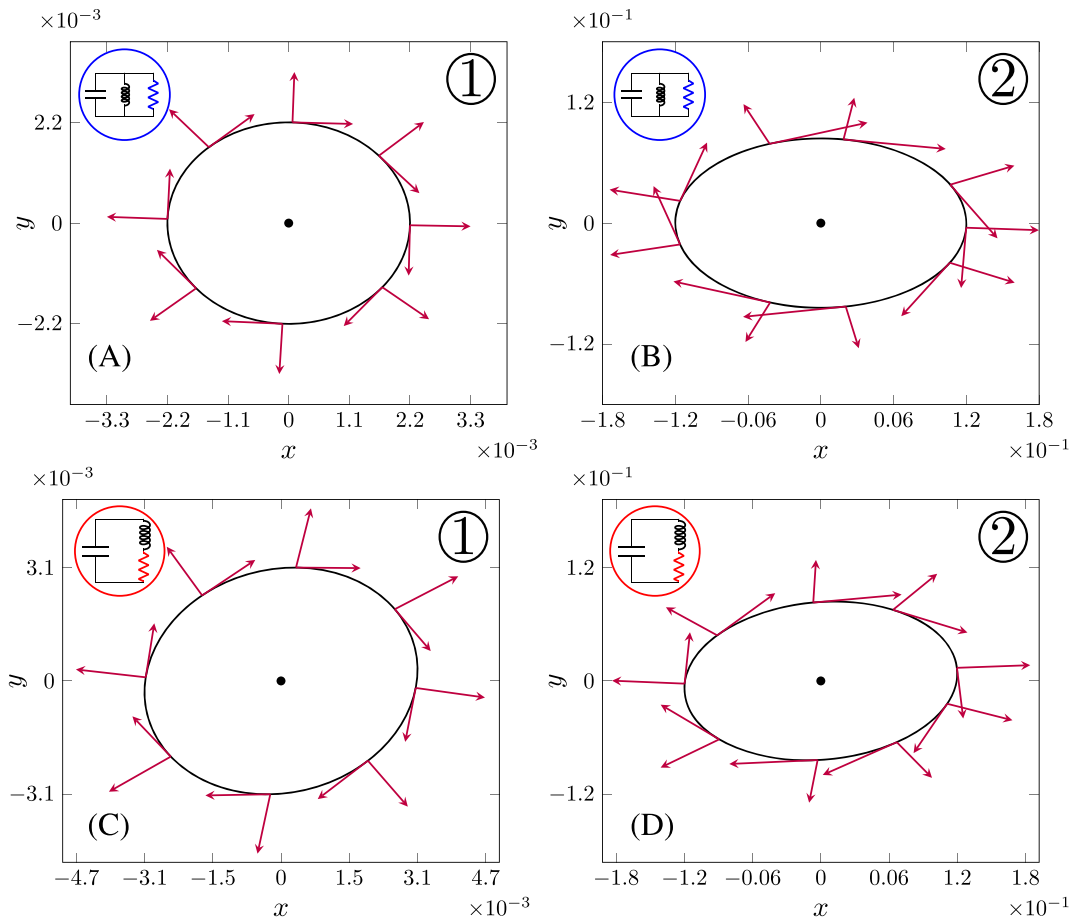 ×10⁻³
①
2.2
y
0
−2.2
(A)
−3.3 −2.2 −1.1 0 1.1 2.2 3.3
x
×10⁻³
×10⁻¹
②
1.2
y
0
−1.2
(B)
−1.8 −1.2 −0.06 0 0.06 1.2 1.8
x
×10⁻¹
×10⁻³
①
3.1
y
0
−3.1
(C)
−4.7 −3.1 −1.5 0 1.5 3.1 4.7
x
×10⁻³
×10⁻¹
②
1.2
y
0
−1.2
(D)
−1.8 −1.2 −0.06 0 0.06 1.2 1.8
x
×10⁻¹